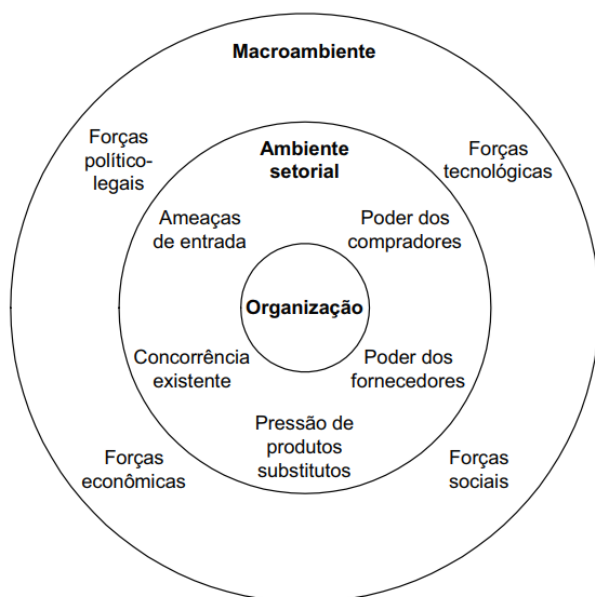 Macroambiente
Forças
político-
legais
Forças
tecnológicas
Ambiente
setorial
Ameaças
de entrada
Poder dos
compradores
Organização
Concorrência
existente
Poder dos
fornecedores
Pressão de
produtos
substitutos
Forças
econômicas
Forças
sociais